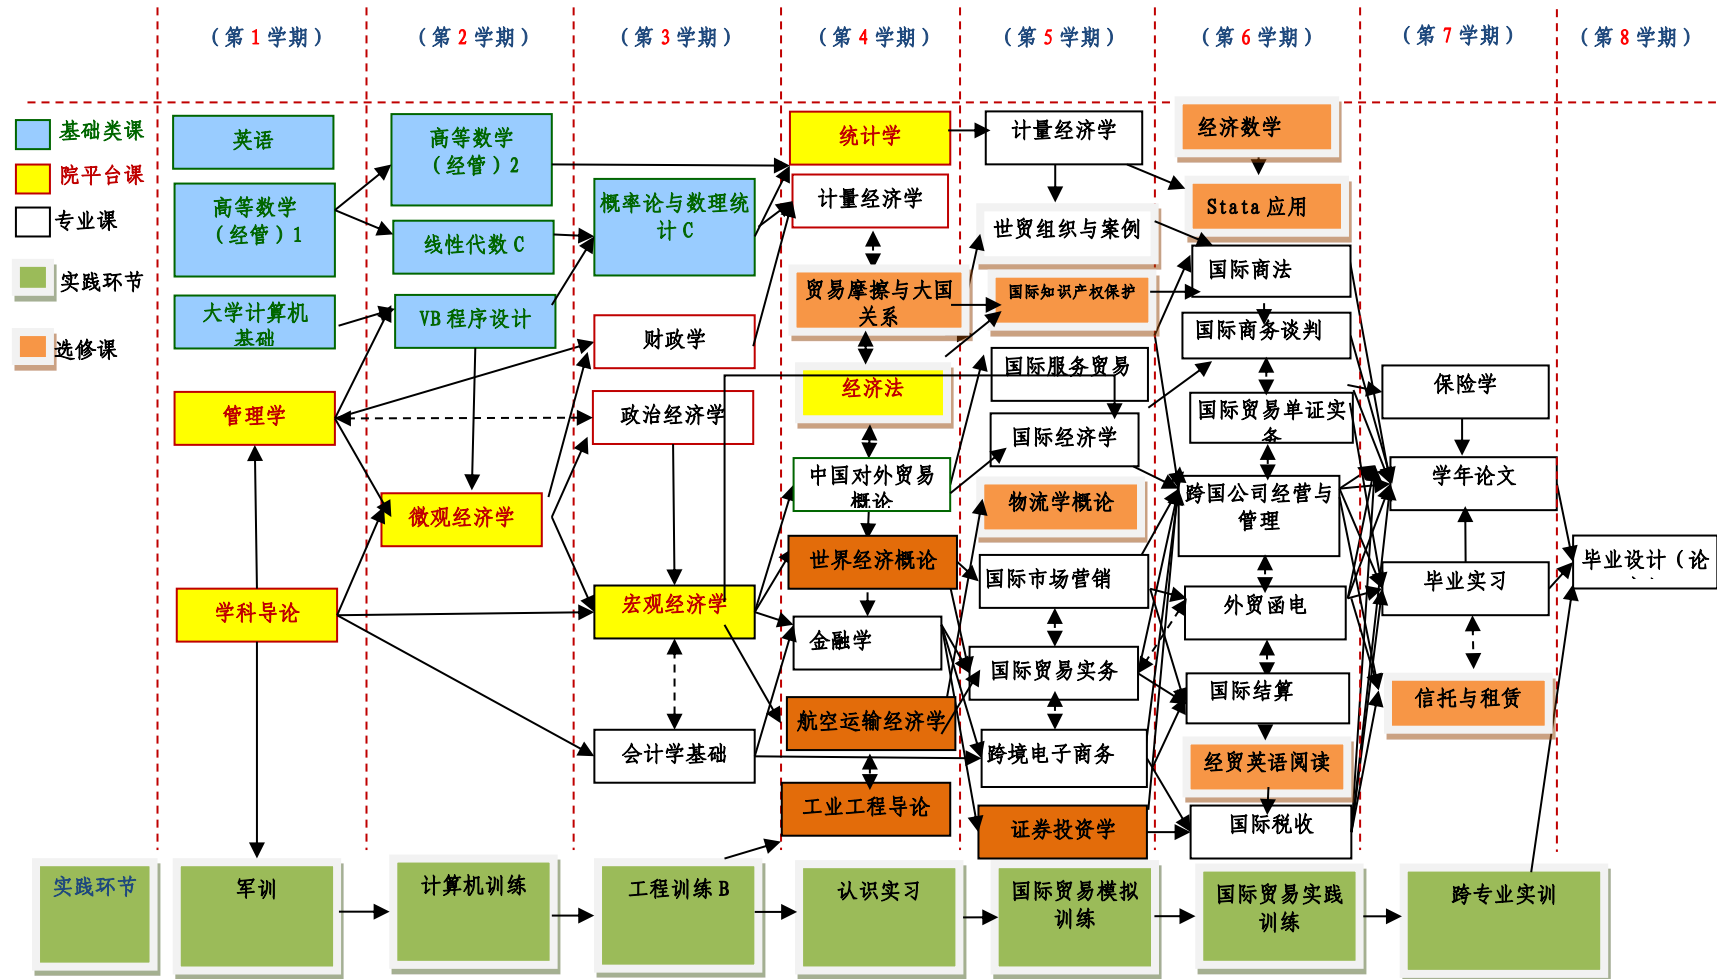 （第 1 学期）
（第 2 学期）
（第 3 学期）
（第 4 学期）
（第 5 学期）
（第 6 学期）
（第 7 学期）
（第 8 学期）
基础类课
院平台课
专业课
实践环节
选修课
英语
高等数学
（经管）1
大学计算机
基础
管理学
学科导论
高等数学
（经管）2
线性代数 C
VB 程序设计
微观经济学
概率论与数理统
计 C
财政学
政治经济学
宏观经济学
会计学基础
统计学
计量经济学
贸易摩擦与大国
关系
经济法
中国对外贸易
概论
世界经济概论
金融学
航空运输经济学
工业工程导论
计量经济学
世贸组织与案例
国际知识产权保护
国际服务贸易
国际经济学
物流学概论
国际市场营销
国际贸易实务
跨境电子商务
证券投资学
经济数学
Stata 应用
国际商法
国际商务谈判
国际贸易单证实
务
跨国公司经营与
管理
外贸函电
国际结算
经贸英语阅读
国际税收
保险学
学年论文
毕业实习
信托与租赁
毕业设计（论
实践环节
军训
计算机训练
工程训练 B
认识实习
国际贸易模拟
训练
国际贸易实践
训练
跨专业实训